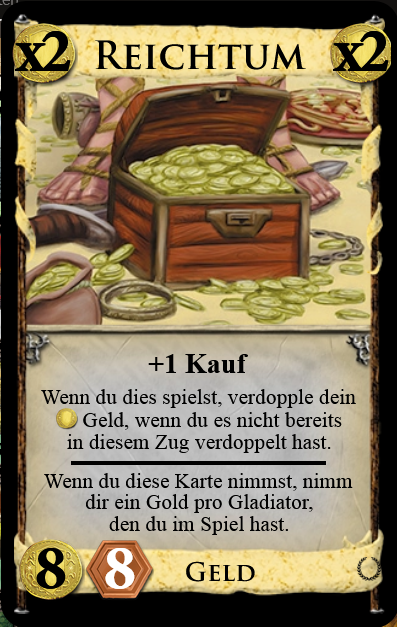 x2 REICHTUM x2
+1 Kauf
Wenn du dies spielst, verdopple dein
Geld, wenn du es nicht bereits
in diesem Zug verdoppelt hast.
Wenn du diese Karte nimmst, nimm
dir ein Gold pro Gladiator,
den du im Spiel hast.
8 8 GELD